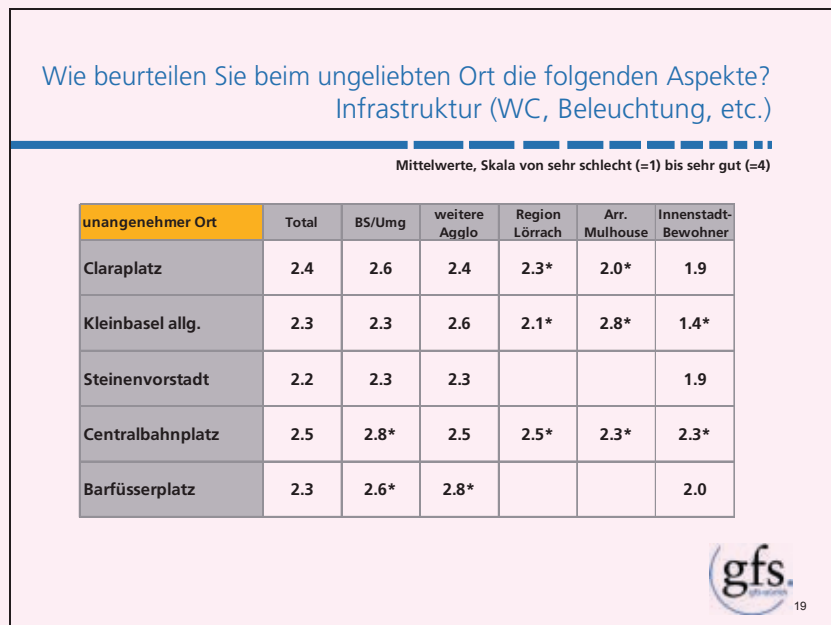 Wie beurteilen Sie beim ungeliebten Ort die folgenden Aspekte?
Infrastruktur (WC, Beleuchtung, etc.)
Mittelwerte, Skala von sehr schlecht (=1) bis sehr gut (=4)
unangenehmer Ort Total BS/Umg weitere Agglo Region Lörrach Arr. Mulhouse Innenstadt-Bewohner
Claraplatz 2.4 2.6 2.4 2.3* 2.0* 1.9
Kleinbasel allg. 2.3 2.3 2.6 2.1* 2.8* 1.4*
Steinenvorstadt 2.2 2.3 2.3 1.9
Centralbahnplatz 2.5 2.8* 2.5 2.5* 2.3* 2.3*
Barfüsserplatz 2.3 2.6* 2.8* 2.0
gfs.
gfs-zürich
19